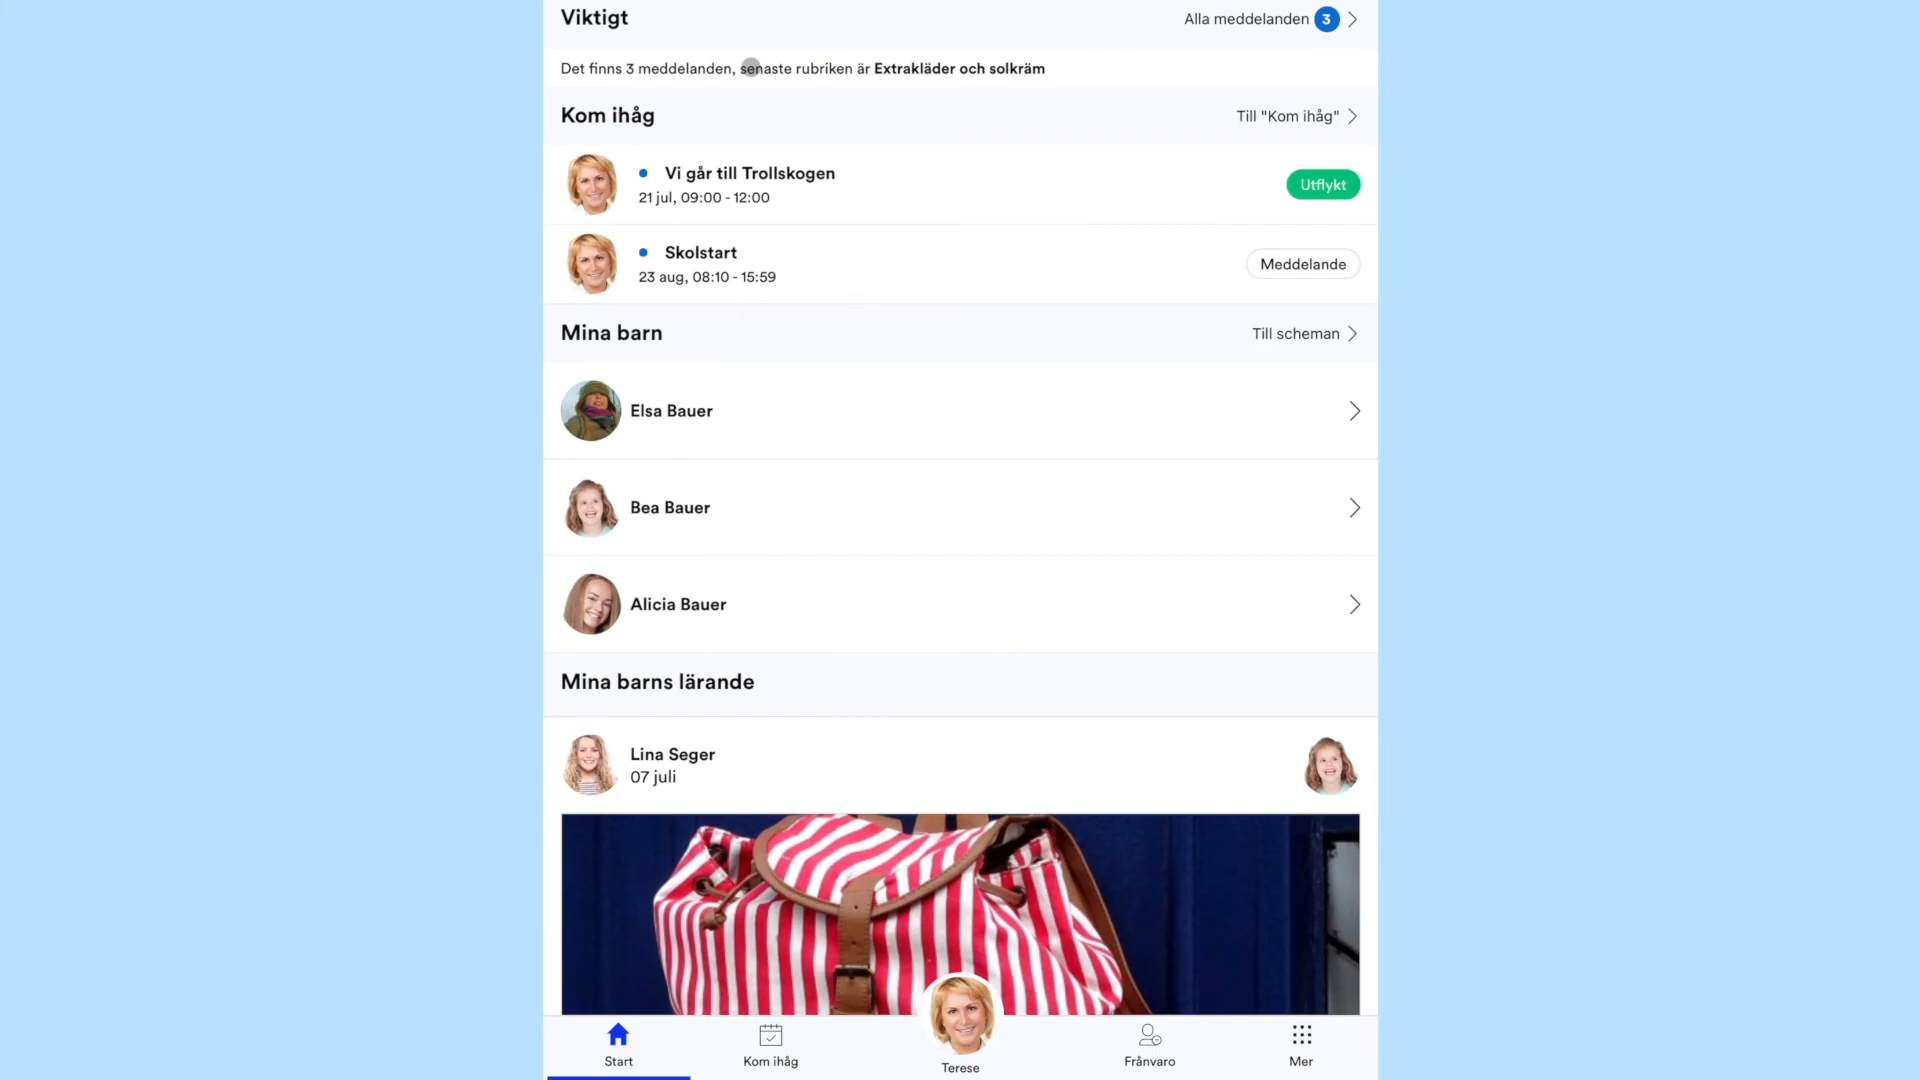 Viktigt
Alla meddelanden 3
Det finns 3 meddelanden, senaste rubriken är Extrakläder och solkräm
Kom ihåg
Till "Kom ihåg"
Vi går till Trollskogen
21 jul, 09:00 - 12:00
Utflykt
Skolstart
23 aug, 08:10 - 15:59
Meddelande
Mina barn
Till scheman
Elsa Bauer
Bea Bauer
Alicia Bauer
Mina barns lärande
Lina Seger
07 juli
Start
Kom ihåg
Terese
Frånvaro
Mer